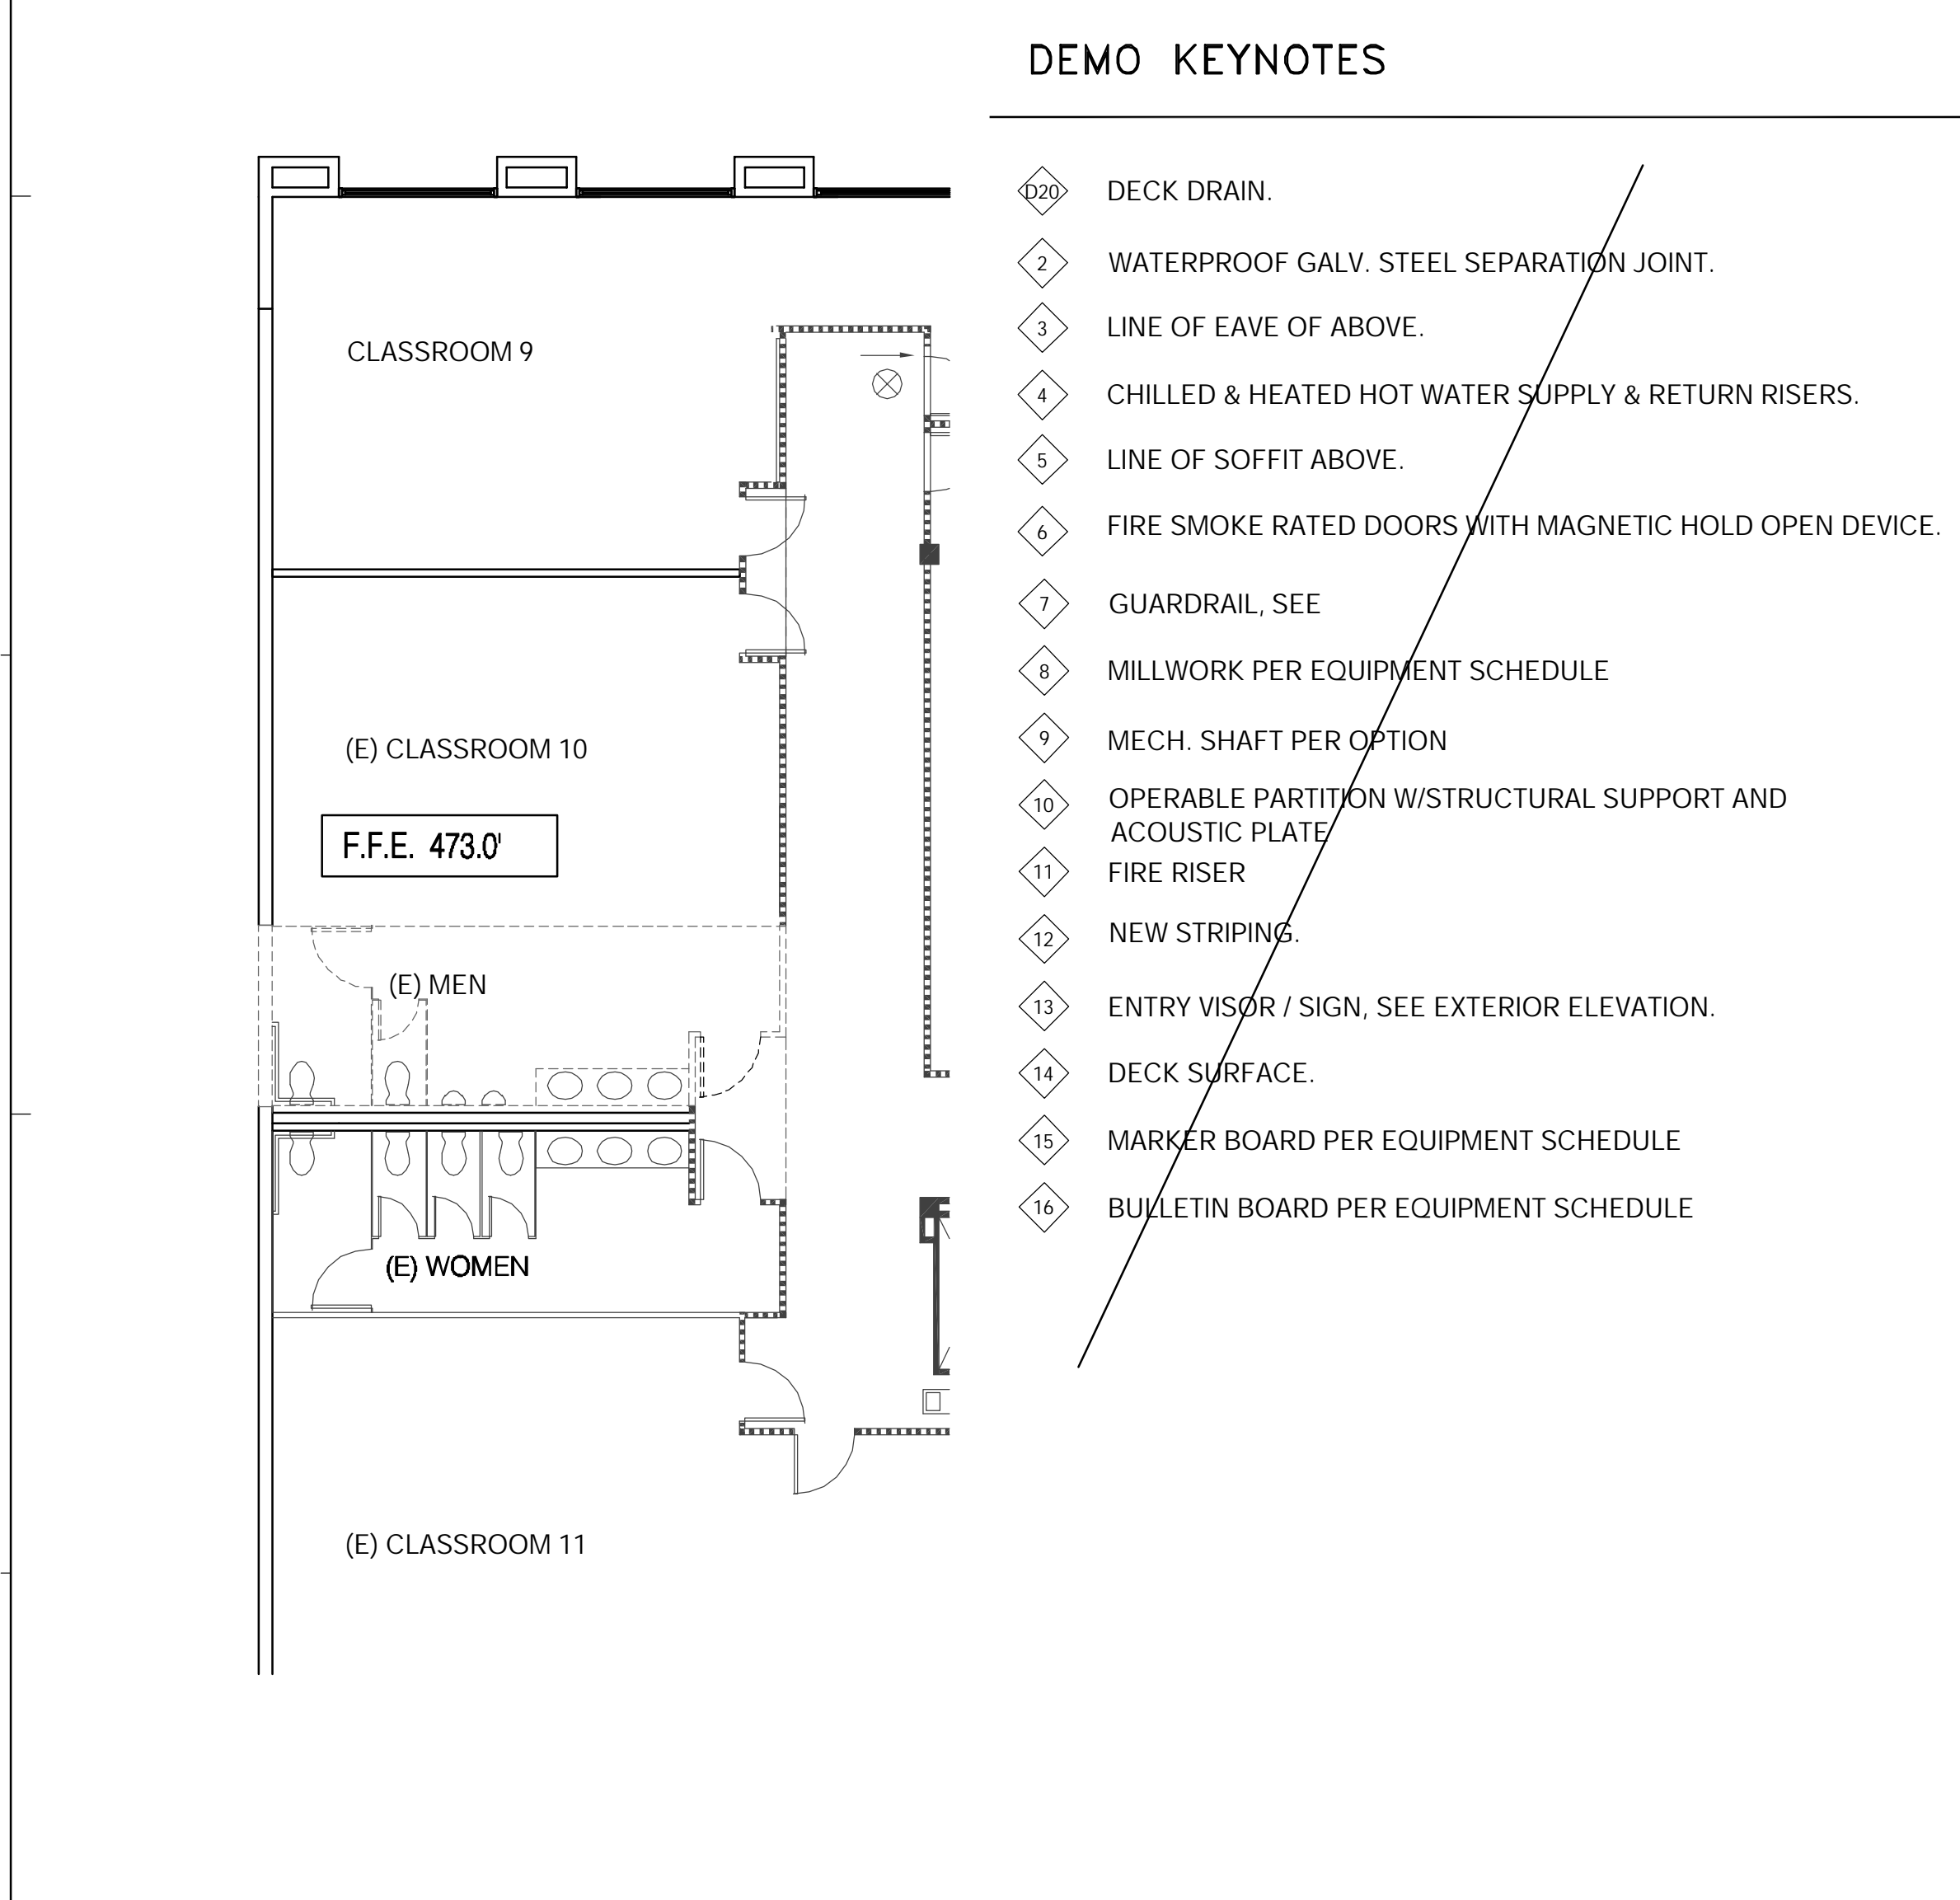 DEMO KEYNOTES
D20 DECK DRAIN.
2 WATERPROOF GALV. STEEL SEPARATION JOINT.
3 LINE OF EAVE OF ABOVE.
4 CHILLED & HEATED HOT WATER SUPPLY & RETURN RISERS.
5 LINE OF SOFFIT ABOVE.
6 FIRE SMOKE RATED DOORS WITH MAGNETIC HOLD OPEN DEVICE.
7 GUARDRAIL, SEE
8 MILLWORK PER EQUIPMENT SCHEDULE
9 MECH. SHAFT PER OPTION
10 OPERABLE PARTITION W/STRUCTURAL SUPPORT AND
ACOUSTIC PLATE
11 FIRE RISER
12 NEW STRIPING.
13 ENTRY VISOR / SIGN, SEE EXTERIOR ELEVATION.
14 DECK SURFACE.
15 MARKER BOARD PER EQUIPMENT SCHEDULE
16 BULLETIN BOARD PER EQUIPMENT SCHEDULE
CLASSROOM 9
(E) CLASSROOM 10
F.F.E. 473.0'
(E) MEN
(E) WOMEN
(E) CLASSROOM 11